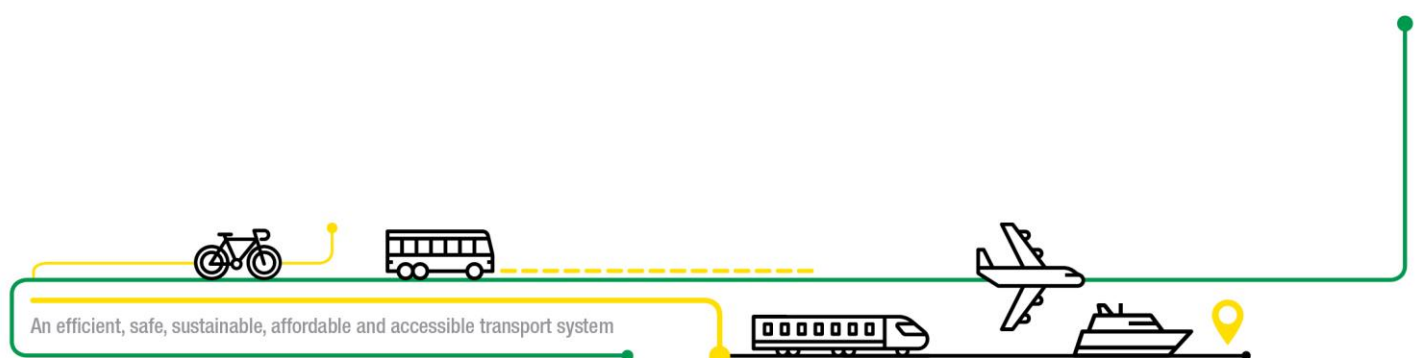 An efficient, safe, sustainable, affordable and accessible transport system